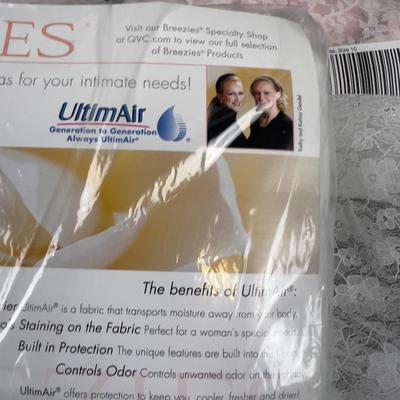 ES®
Visit our Breezies® Specialty Shop
at QVC.com to view our full selection
of Breezies® Products
as for your intimate needs!
UltimAir
Generation to Generation
Always UltimAir®
Size 10
The benefits of UltimAir®:
UltimAir® is a fabric that transports moisture away from your body.
Staining on the Fabric Perfect for a woman's special
Built in Protection The unique features are built into the
Controls Odor Controls unwanted odor on the fabric.
UltimAir® offers protection to keep you, cooler, fresher and drier!